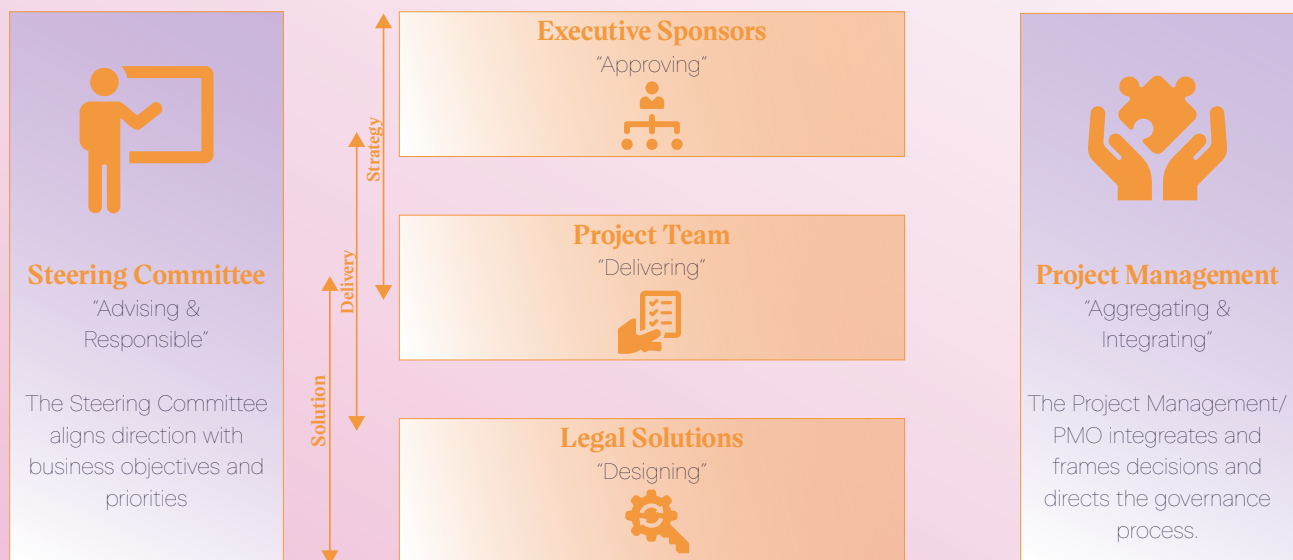 Steering Committee
“Advising &
Responsible”
The Steering Committee
aligns direction with
business objectives and
priorities
Strategy
Delivery
Solution
Executive Sponsors
“Approving”
Project Team
“Delivering”
Legal Solutions
“Designing”
Project Management
“Aggregating &
Integrating”
The Project Management/
PMO integreates and
frames decisions and
directs the governance
process.